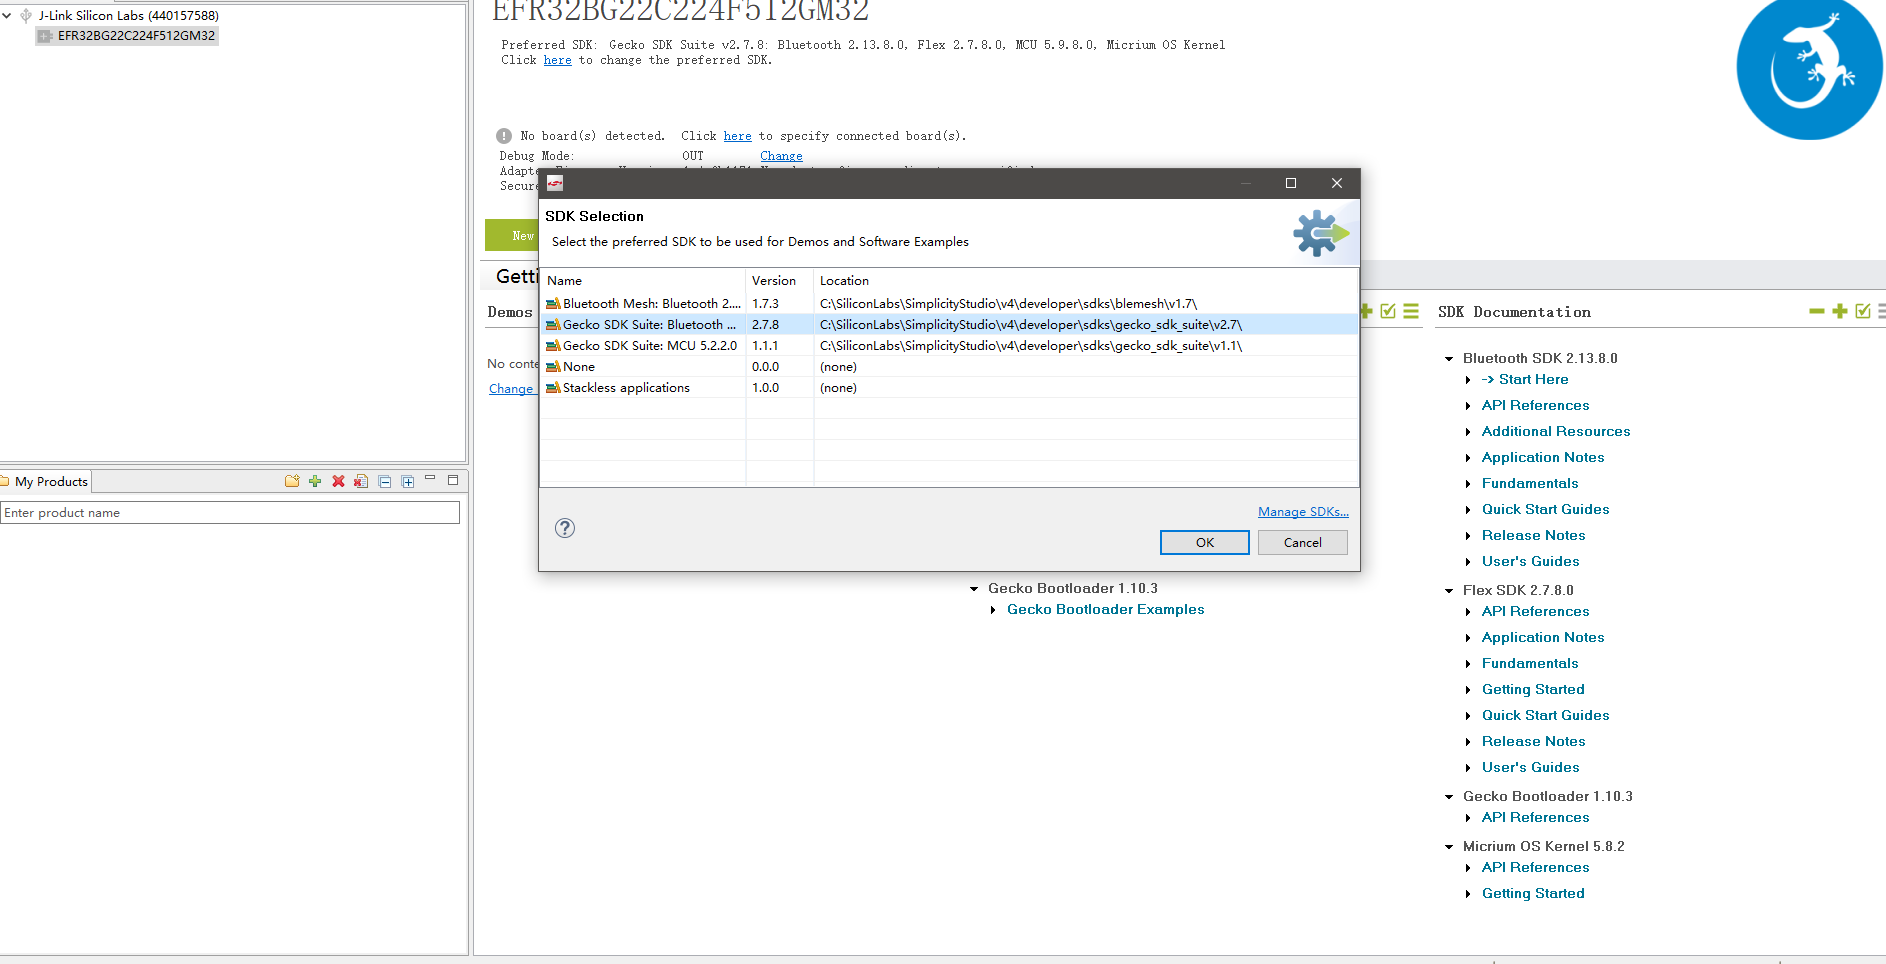 J-Link Silicon Labs (440157588)
EFR32BG22C224F512GM32
EFR32BG22C224F512GM32
Preferred SDK: Gecko SDK Suite v2.7.8: Bluetooth 2.13.8.0, Flex 2.7.8.0, MCU 5.9.8.0, Micrium OS Kernel
Click here to change the preferred SDK.
No board(s) detected. Click here to specify connected board(s).
Debug Mode: OUT Change
Adapte
Secure
New
Getti
Demos
No conte
Change
SDK Selection
Select the preferred SDK to be used for Demos and Software Examples
Name Version Location
Bluetooth Mesh: Bluetooth 2.... 1.7.3 C:\SiliconLabs\SimplicityStudio\v4\developer\sdks\blemesh\v1.7\
Gecko SDK Suite: Bluetooth ... 2.7.8 C:\SiliconLabs\SimplicityStudio\v4\developer\sdks\gecko_sdk_suite\v2.7\
Gecko SDK Suite: MCU 5.2.2.0 1.1.1 C:\SiliconLabs\SimplicityStudio\v4\developer\sdks\gecko_sdk_suite\v1.1\
None 0.0.0 (none)
Stackless applications 1.0.0 (none)
Manage SDKs...
OK Cancel
Gecko Bootloader 1.10.3
Gecko Bootloader Examples
SDK Documentation
Bluetooth SDK 2.13.8.0
-> Start Here
API References
Additional Resources
Application Notes
Fundamentals
Quick Start Guides
Release Notes
User's Guides
Flex SDK 2.7.8.0
API References
Application Notes
Fundamentals
Getting Started
Quick Start Guides
Release Notes
User's Guides
Gecko Bootloader 1.10.3
API References
Micrium OS Kernel 5.8.2
API References
Getting Started
My Products
Enter product name